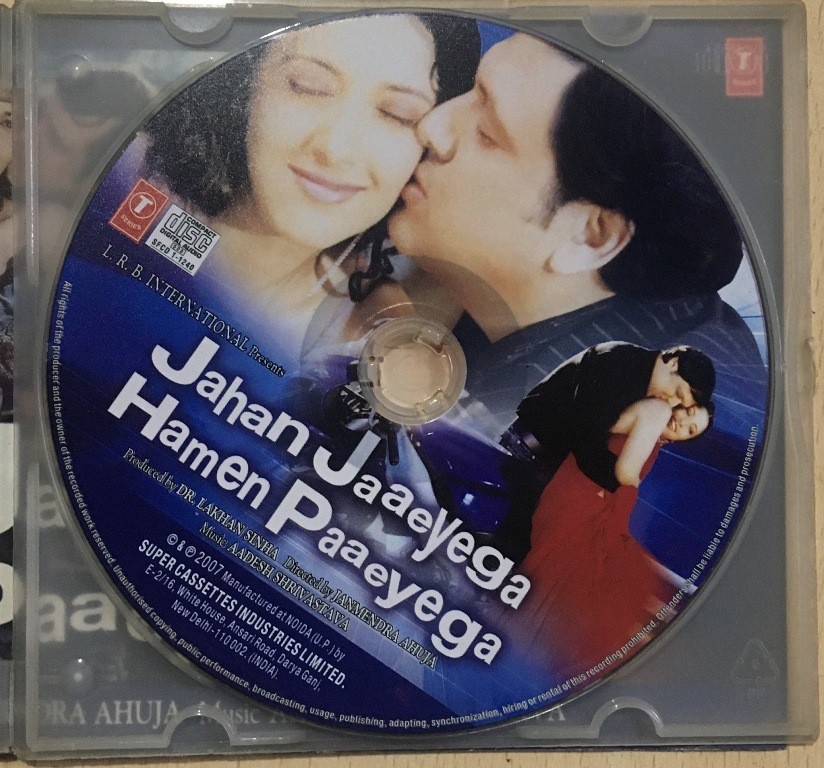 T
SERIES
COMPACT
disc
DIGITAL AUDIO
SFCD 1-1240
L. R. B. INTERNATIONAL Presents
Jahan Jaaeyega
Hamen Paaeyega
Produced by DR. LAKHAN SINHA Directed by JANMENDRA AHUJA
Music AADESH SHRIVASTAVA
© & ℗ 2007 Manufactured at NOIDA (U.P.) by
SUPER CASSETTES INDUSTRIES LIMITED.
E-2/16, White House, Ansari Road, Darya Ganj,
New Delhi-110 002, (INDIA).
All rights of the producer and the owner of the recorded work reserved. Unauthorised copying, public performance, broadcasting, usage, publishing, adapting, synchronization, hiring or rental of this recording prohibited. Offenders shall be liable to damages and prosecution.
T
DRA AHUJA Music